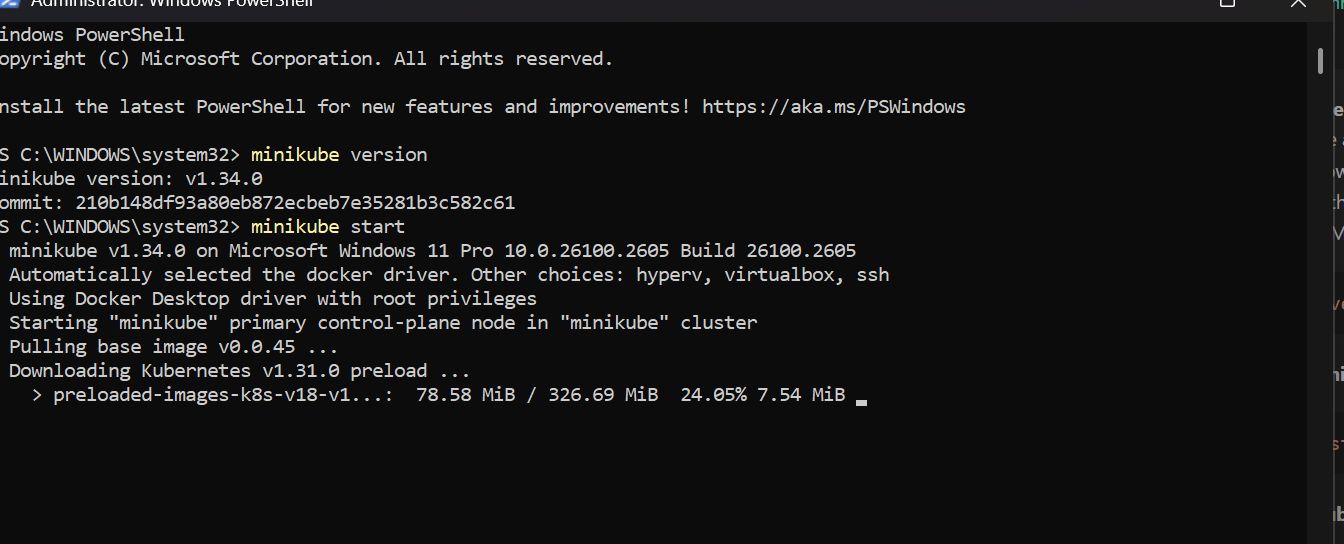 Administrator: Windows PowerShell
indows PowerShell
opyright (C) Microsoft Corporation. All rights reserved.
nstall the latest PowerShell for new features and improvements! https://aka.ms/PSWindows
S C:\WINDOWS\system32> minikube version
inikube version: v1.34.0
ommit: 210b148df93a80eb872ecbeb7e35281b3c582c61
S C:\WINDOWS\system32> minikube start
minikube v1.34.0 on Microsoft Windows 11 Pro 10.0.26100.2605 Build 26100.2605
Automatically selected the docker driver. Other choices: hyperv, virtualbox, ssh
Using Docker Desktop driver with root privileges
Starting "minikube" primary control-plane node in "minikube" cluster
Pulling base image v0.0.45 ...
Downloading Kubernetes v1.31.0 preload ...
> preloaded-images-k8s-v18-v1...:  78.58 MiB / 326.69 MiB  24.05% 7.54 MiB